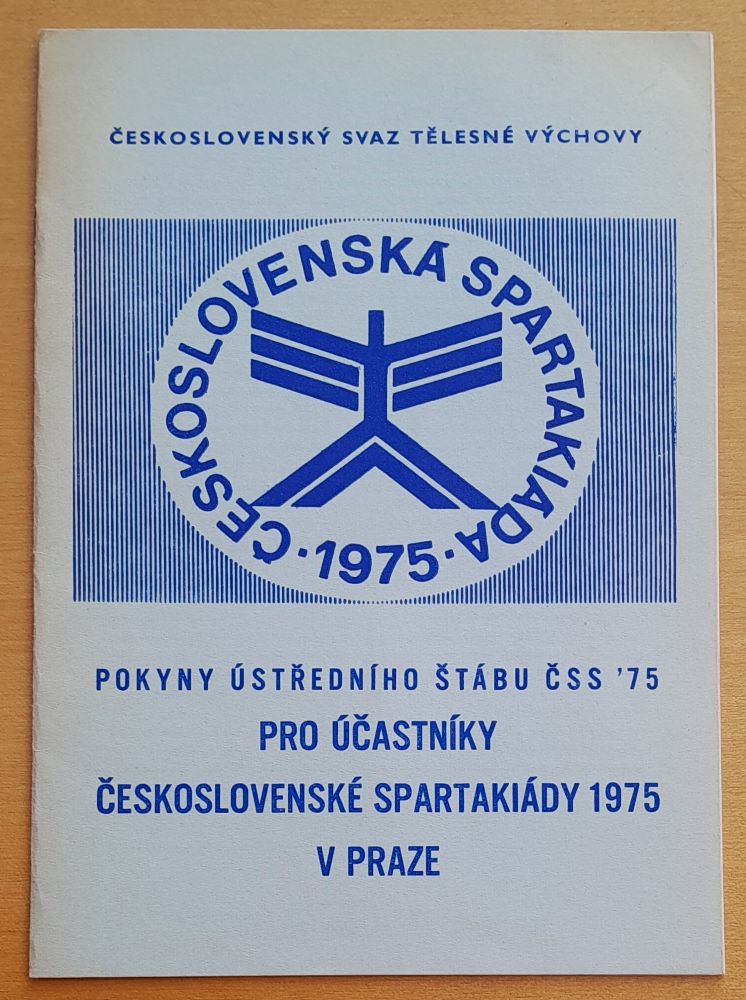 ČESKOSLOVENSKÝ SVAZ TĚLESNÉ VÝCHOVY
ČESKOSLOVENSKÁ SPARTAKIÁDA
· 1975 ·
POKYNY ÚSTŘEDNÍHO ŠTÁBU ČSS '75
PRO ÚČASTNÍKY
ČESKOSLOVENSKÉ SPARTAKIÁDY 1975
V PRAZE